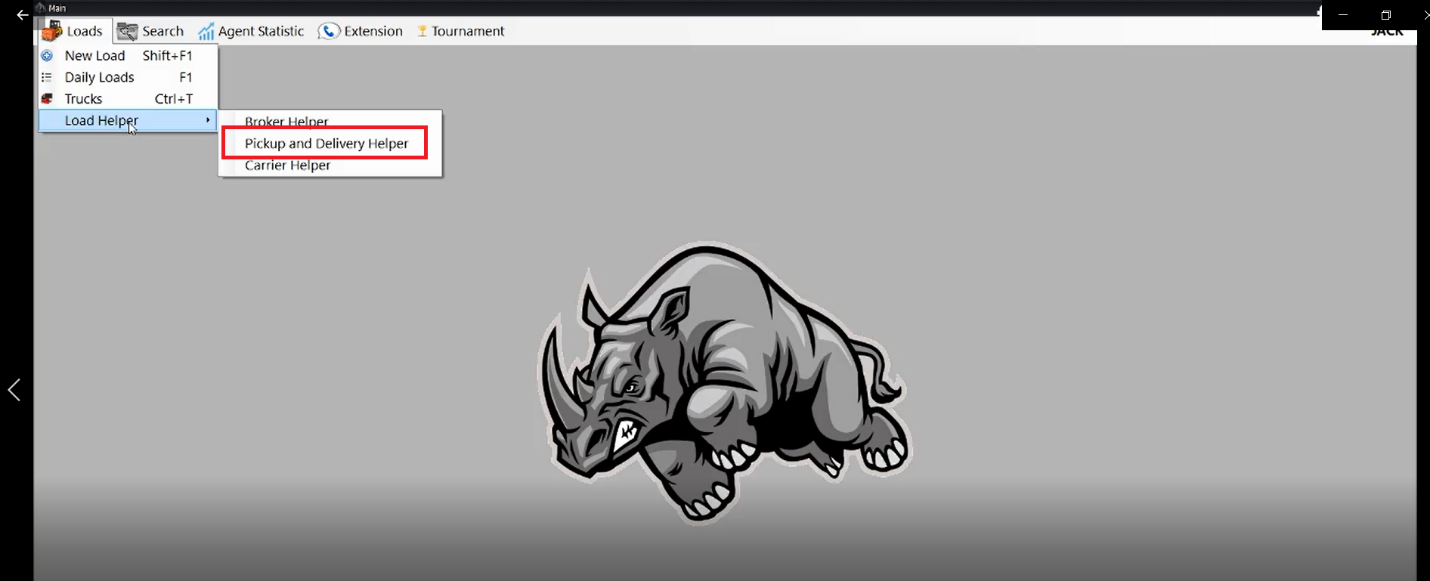 Main
Loads Search Agent Statistic Extension Tournament JACK
New Load Shift+F1
Daily Loads F1
Trucks Ctrl+T
Load Helper
Broker Helper
Pickup and Delivery Helper
Carrier Helper